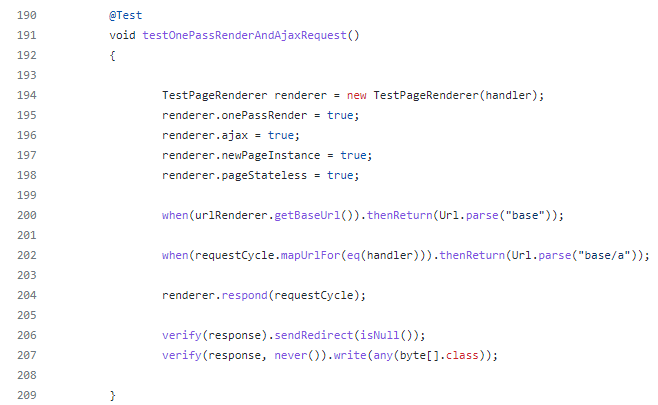 190 @Test
191 void testOnePassRenderAndAjaxRequest()
192 {
193
194 TestPageRenderer renderer = new TestPageRenderer(handler);
195 renderer.onePassRender = true;
196 renderer.ajax = true;
197 renderer.newPageInstance = true;
198 renderer.pageStateless = true;
199
200 when(urlRenderer.getBaseUrl()).thenReturn(Url.parse("base"));
201
202 when(requestCycle.mapUrlFor(eq(handler))).thenReturn(Url.parse("base/a"));
203
204 renderer.respond(requestCycle);
205
206 verify(response).sendRedirect(isNull());
207 verify(response, never()).write(any(byte[].class));
208
209 }